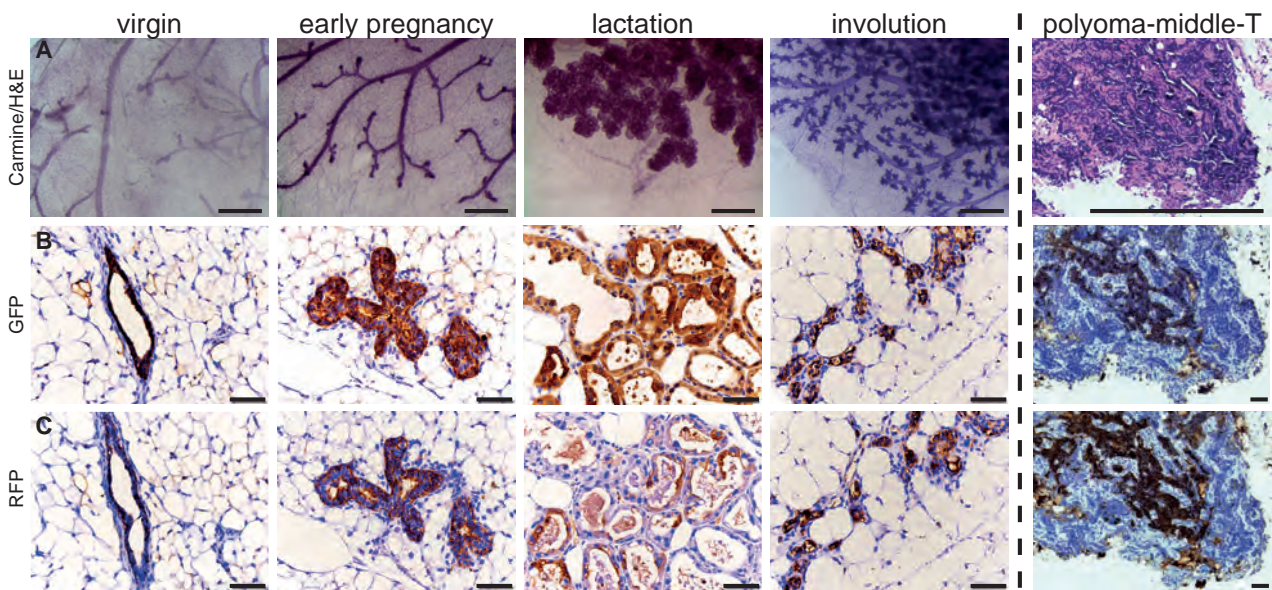 virgin early pregnancy lactation involution polyoma-middle-T
A
Carmine/H&E
B
GFP
C
RFP